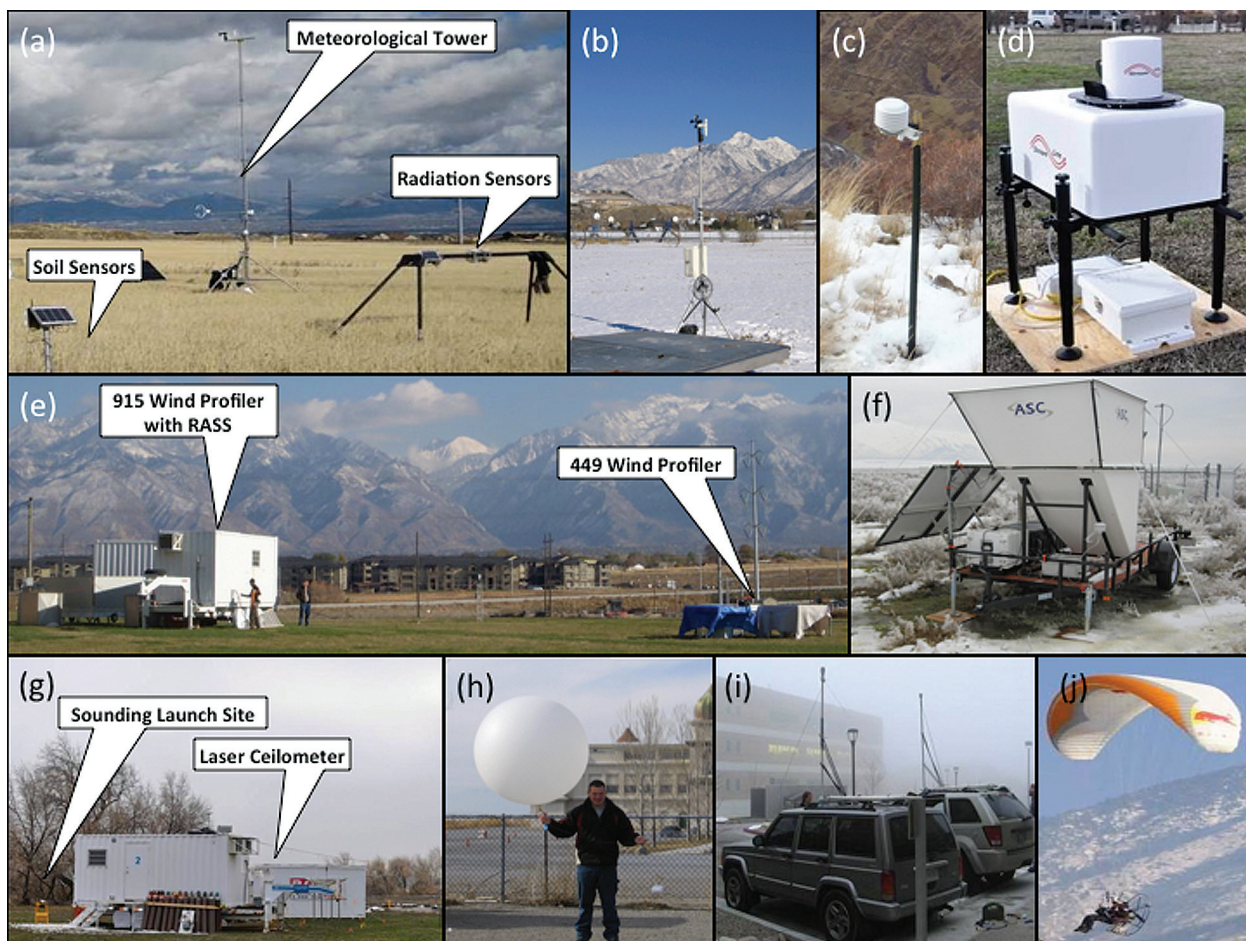 (a)
Meteorological Tower
Radiation Sensors
Soil Sensors
(b)
(c)
(d)
(e)
915 Wind Profiler
with RASS
449 Wind Profiler
(f)
ASC
(g)
Sounding Launch Site
Laser Ceilometer
2
(h)
(i)
(j)